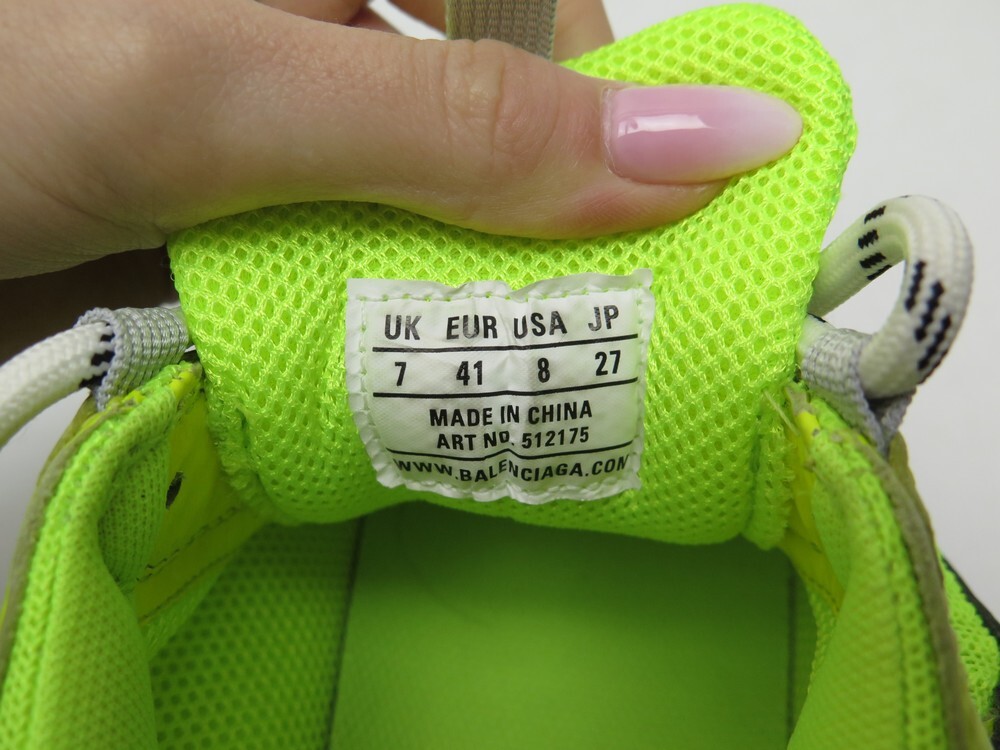 UK EUR USA JP
7 41 8 27
MADE IN CHINA
ART NO. 512175
WWW.BALENCIAGA.COM